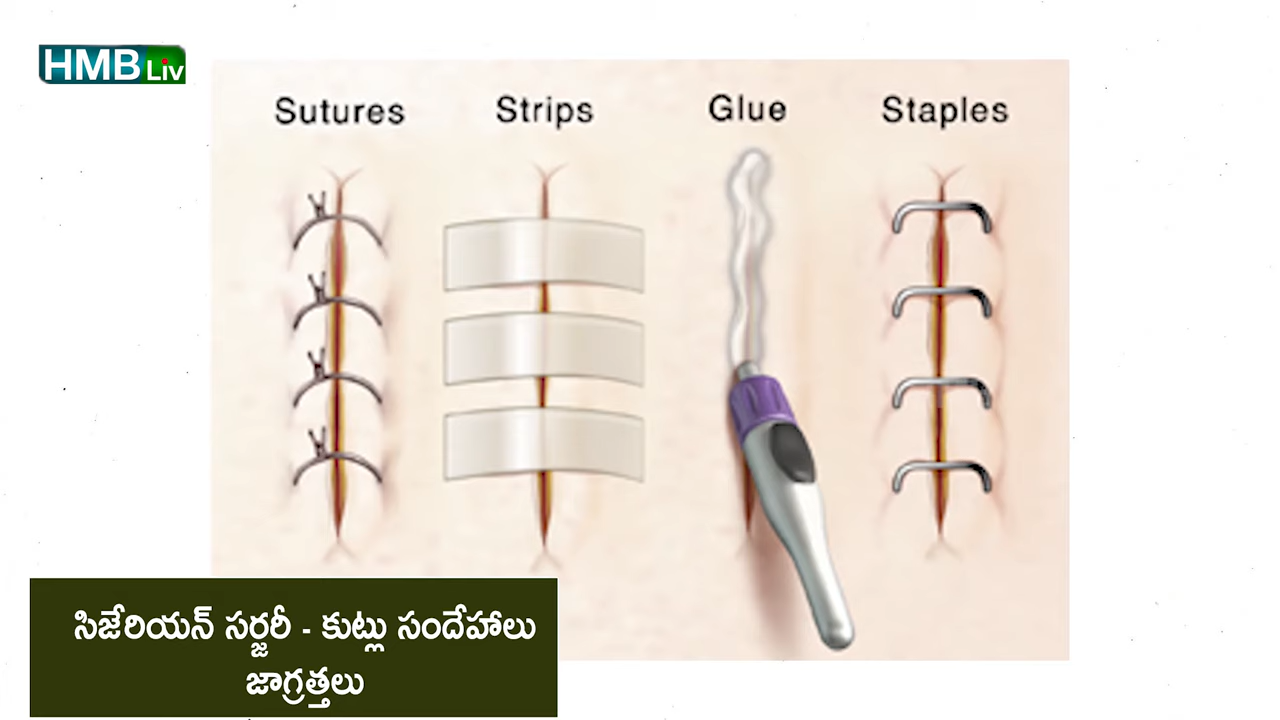 HMB Liv
Sutures Strips Glue Staples
సిజేరియన్ సర్జరీ - కుట్లు సందేహాలు
జాగ్రత్తలు